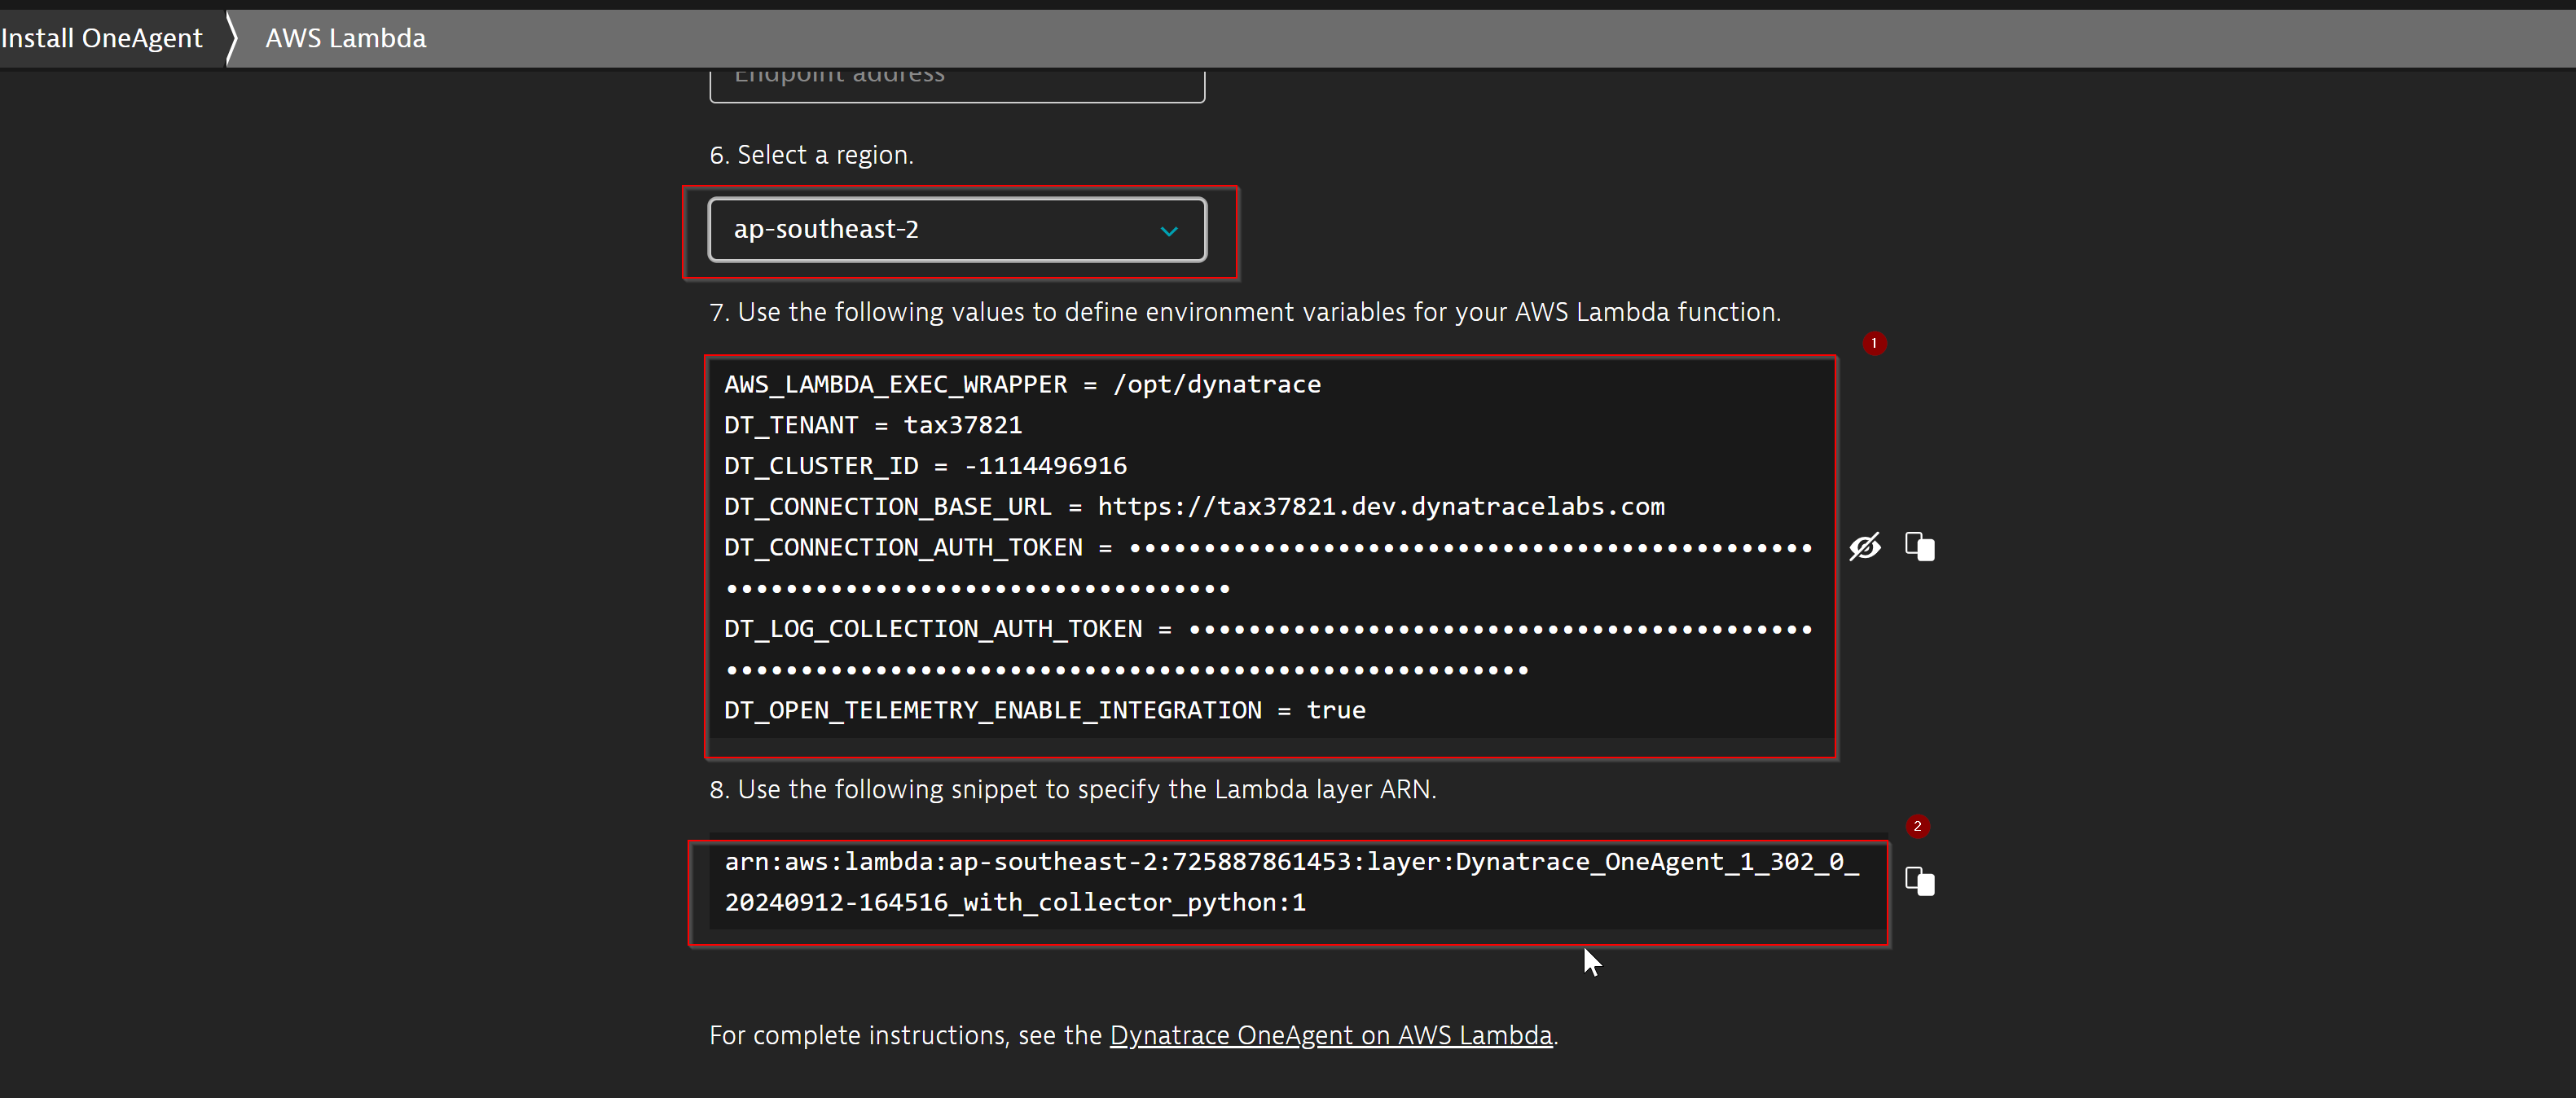 Install OneAgent
AWS Lambda
Endpoint address
6. Select a region.
ap-southeast-2
7. Use the following values to define environment variables for your AWS Lambda function.
1
AWS_LAMBDA_EXEC_WRAPPER = /opt/dynatrace
DT_TENANT = tax37821
DT_CLUSTER_ID = -1114496916
DT_CONNECTION_BASE_URL = https://tax37821.dev.dynatracelabs.com
DT_CONNECTION_AUTH_TOKEN = ••••••••••••••••••••••••••••••••••••••••••••••
••••••••••••••••••••••••••••••••••
DT_LOG_COLLECTION_AUTH_TOKEN = ••••••••••••••••••••••••••••••••••••••••••
••••••••••••••••••••••••••••••••••••••••••••••••••••••
DT_OPEN_TELEMETRY_ENABLE_INTEGRATION = true
8. Use the following snippet to specify the Lambda layer ARN.
2
arn:aws:lambda:ap-southeast-2:725887861453:layer:Dynatrace_OneAgent_1_302_0_
20240912-164516_with_collector_python:1
For complete instructions, see the Dynatrace OneAgent on AWS Lambda.